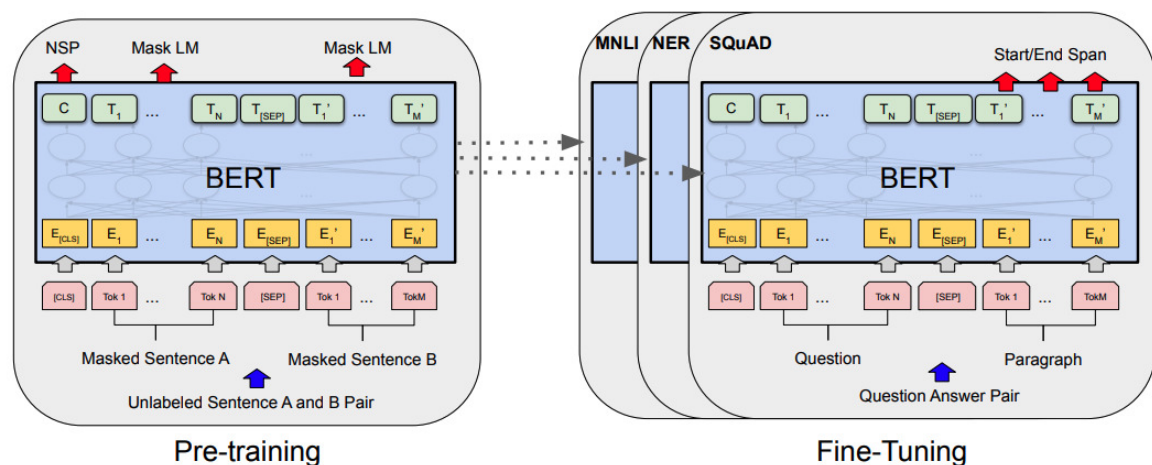 NSP Mask LM Mask LM
C T1 ... TN T[SEP] T1' ... TM'
...
BERT
...
E[CLS] E1 ... EN E[SEP] E1' ... EM'
[CLS] Tok 1 ... Tok N [SEP] Tok 1 ... TokM
Masked Sentence A Masked Sentence B
Unlabeled Sentence A and B Pair
Pre-training
MNLI NER SQuAD
Start/End Span
C T1 ... TN T[SEP] T1' ... TM'
...
BERT
...
E[CLS] E1 ... EN E[SEP] E1' ... EM'
[CLS] Tok 1 ... Tok N [SEP] Tok 1 ... TokM
Question Paragraph
Question Answer Pair
Fine-Tuning